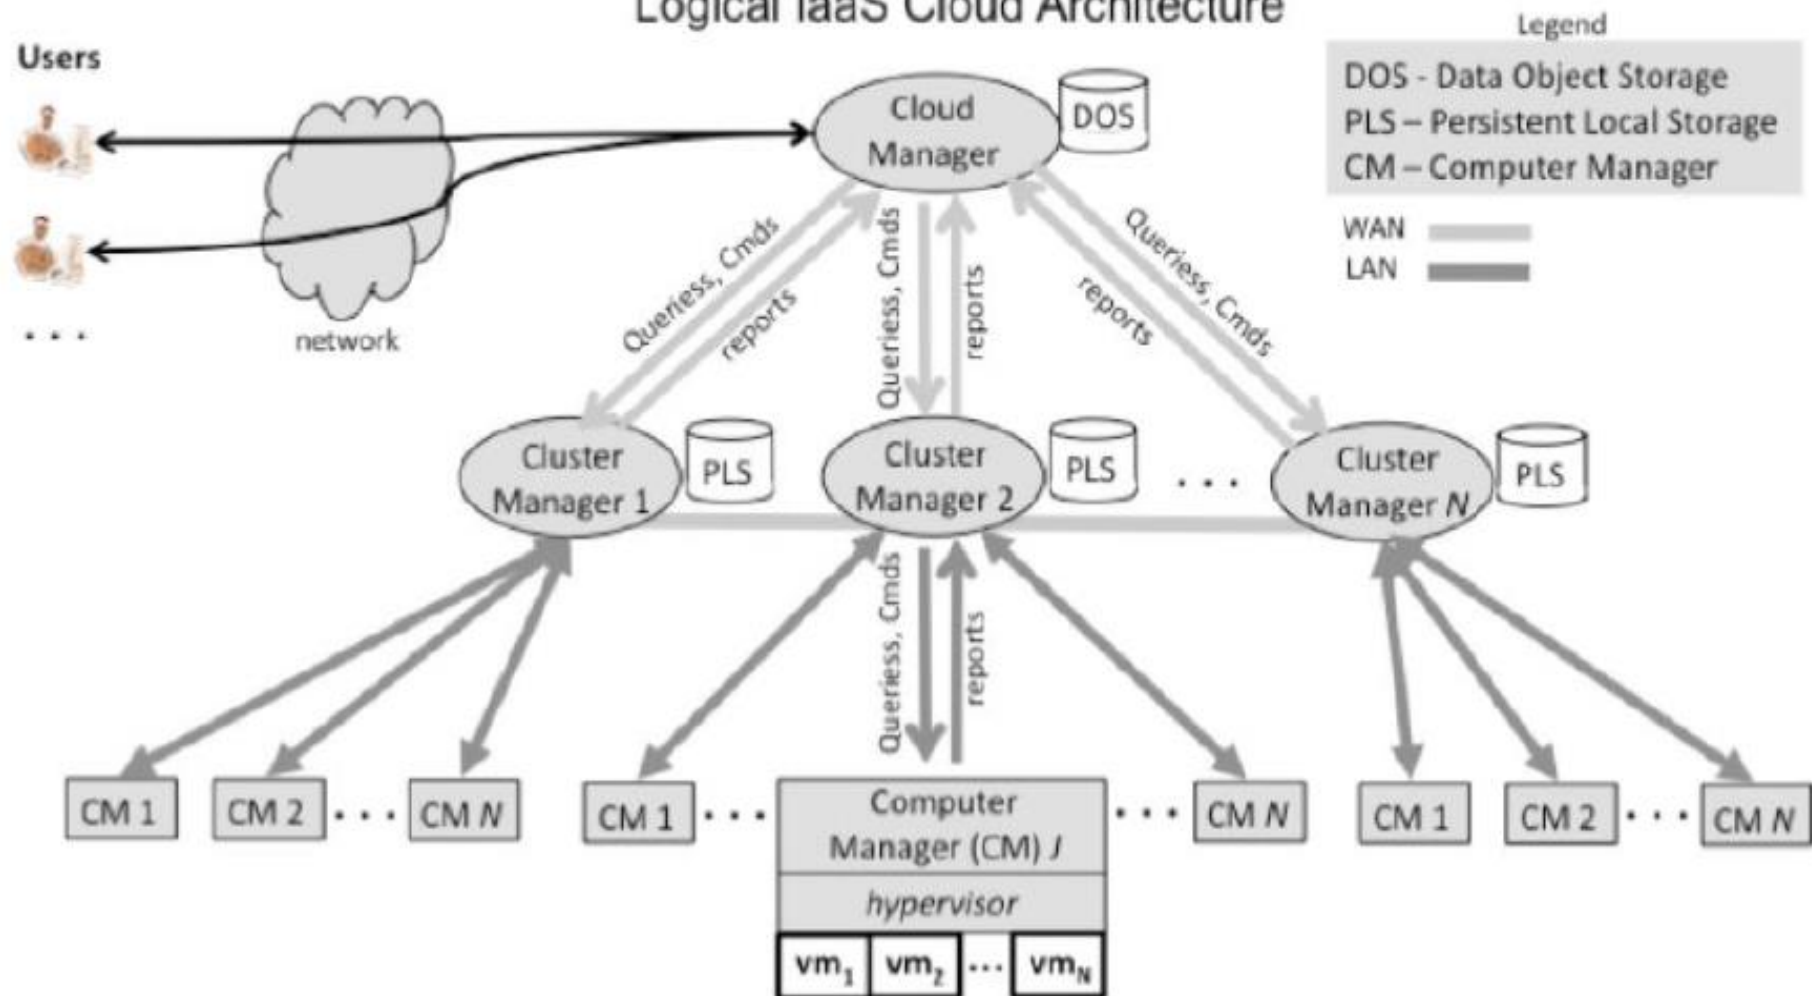 Logical IaaS Cloud Architecture
Legend
Users
DOS - Data Object Storage
PLS – Persistent Local Storage
CM – Computer Manager
WAN
LAN
Cloud
Manager
DOS
network
. . .
Queriess, Cmds
reports
Queriess, Cmds
reports
Queriess, Cmds
reports
Cluster
Manager 1
PLS
Cluster
Manager 2
PLS
. . .
Cluster
Manager N
PLS
Queriess, Cmds
reports
CM 1
CM 2
. . .
CM N
CM 1
. . .
Computer
Manager (CM) J
hypervisor
vm1
vm2
...
vmN
. . .
CM N
CM 1
CM 2
. . .
CM N